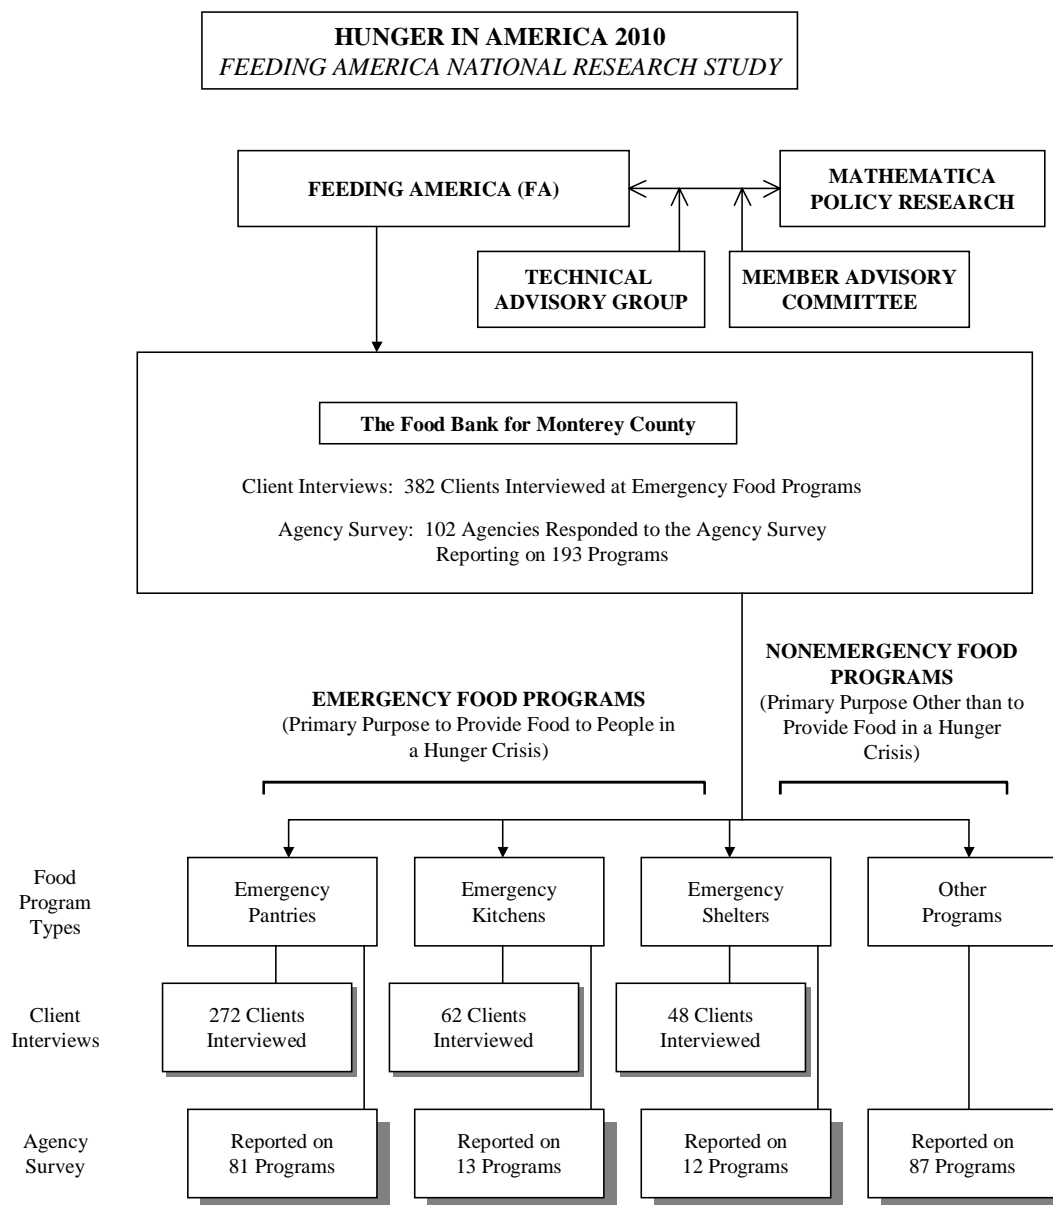 HUNGER IN AMERICA 2010
FEEDING AMERICA NATIONAL RESEARCH STUDY
FEEDING AMERICA (FA)
MATHEMATICA
POLICY RESEARCH
TECHNICAL
ADVISORY GROUP
MEMBER ADVISORY
COMMITTEE
The Food Bank for Monterey County
Client Interviews: 382 Clients Interviewed at Emergency Food Programs
Agency Survey: 102 Agencies Responded to the Agency Survey
Reporting on 193 Programs
EMERGENCY FOOD PROGRAMS
(Primary Purpose to Provide Food to People in
a Hunger Crisis)
NONEMERGENCY FOOD
PROGRAMS
(Primary Purpose Other than to
Provide Food in a Hunger
Crisis)
Food
Program
Types
Emergency
Pantries
Emergency
Kitchens
Emergency
Shelters
Other
Programs
Client
Interviews
272 Clients
Interviewed
62 Clients
Interviewed
48 Clients
Interviewed
Agency
Survey
Reported on
81 Programs
Reported on
13 Programs
Reported on
12 Programs
Reported on
87 Programs